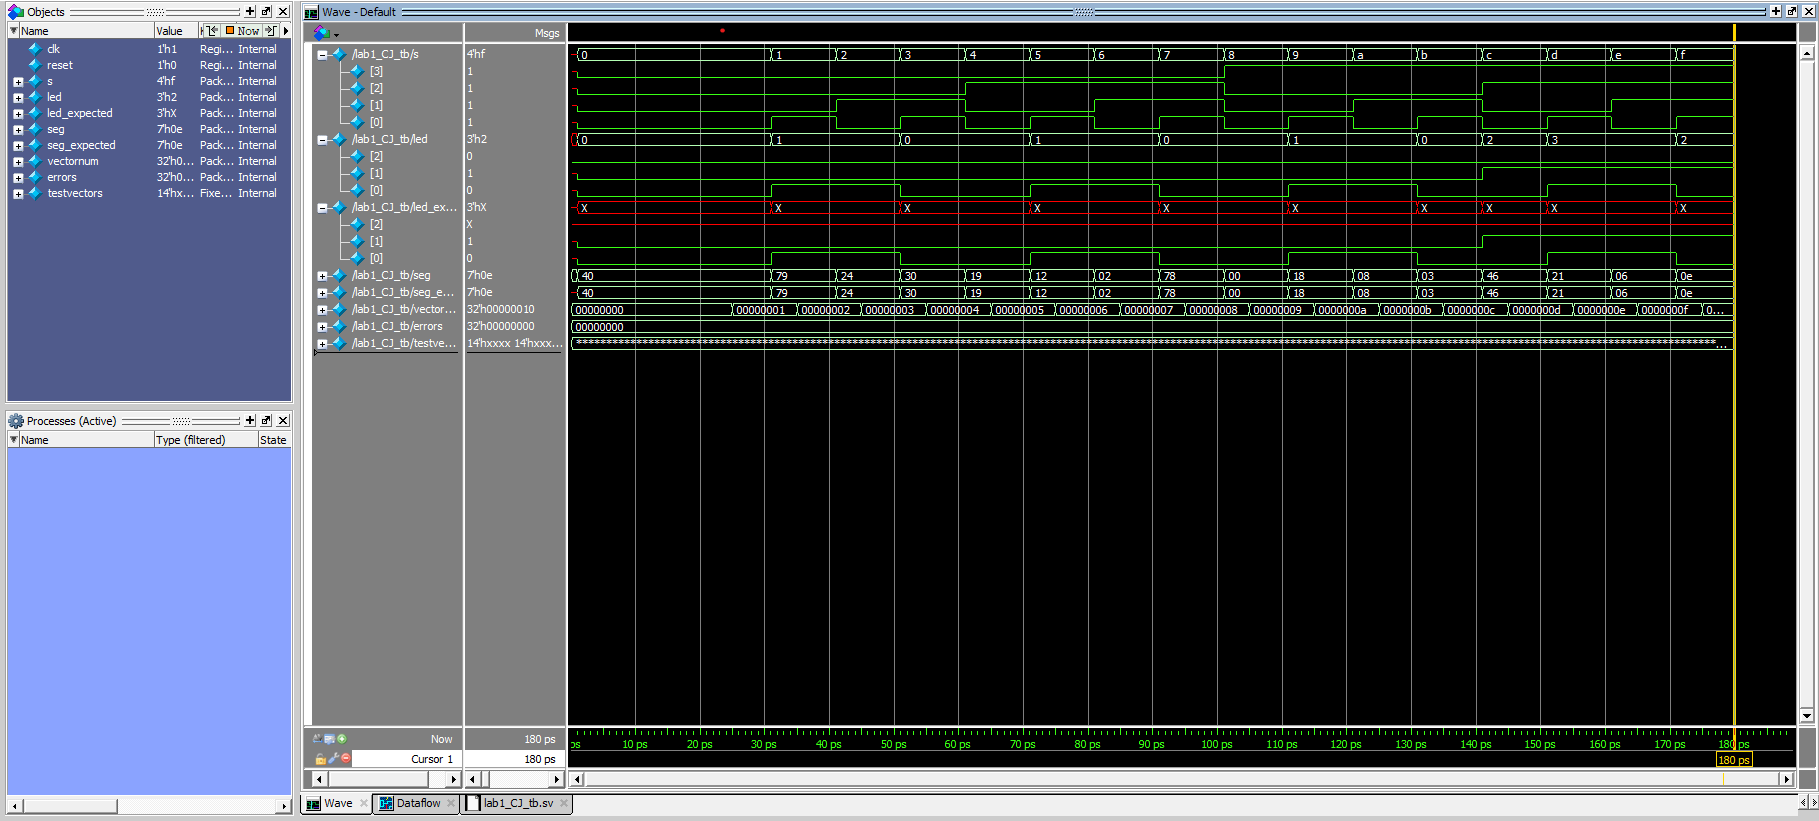 Objects
Name Value Now
clk 1'h1 Regi... Internal
reset 1'h0 Regi... Internal
s 4'hf Pack... Internal
led 3'h2 Pack... Internal
led_expected 3'hX Pack... Internal
seg 7'h0e Pack... Internal
seg_expected 7'h0e Pack... Internal
vectornum 32'h0... Pack... Internal
errors 32'h0... Pack... Internal
testvectors 14'hx... Fixe... Internal
Processes (Active)
Name Type (filtered) State
Wave - Default
Msgs
/lab1_CJ_tb/s 4'hf 0 1 2 3 4 5 6 7 8 9 a b c d e f
[3] 1
[2] 1
[1] 1
[0] 1
/lab1_CJ_tb/led 3'h2 0 1 0 1 0 1 0 2 3 2
[2] 0
[1] 1
[0] 0
/lab1_CJ_tb/led_ex... 3'hX X X X X X X X X X X
[2] X
[1] 1
[0] 0
/lab1_CJ_tb/seg 7'h0e 40 79 24 30 19 12 02 78 00 18 08 03 46 21 06 0e
/lab1_CJ_tb/seg_e... 7'h0e 40 79 24 30 19 12 02 78 00 18 08 03 46 21 06 0e
/lab1_CJ_tb/vector... 32'h00000010 00000000 00000001 00000002 00000003 00000004 00000005 00000006 00000007 00000008 00000009 0000000a 0000000b 0000000c 0000000d 0000000e 0000000f 0...
/lab1_CJ_tb/errors 32'h00000000 00000000
/lab1_CJ_tb/testve... 14'hxxxx 14'hxxx...
Now 180 ps
ps 10 ps 20 ps 30 ps 40 ps 50 ps 60 ps 70 ps 80 ps 90 ps 100 ps 110 ps 120 ps 130 ps 140 ps 150 ps 160 ps 170 ps 180 ps
Cursor 1 180 ps
180 ps
Wave Dataflow lab1_CJ_tb.sv